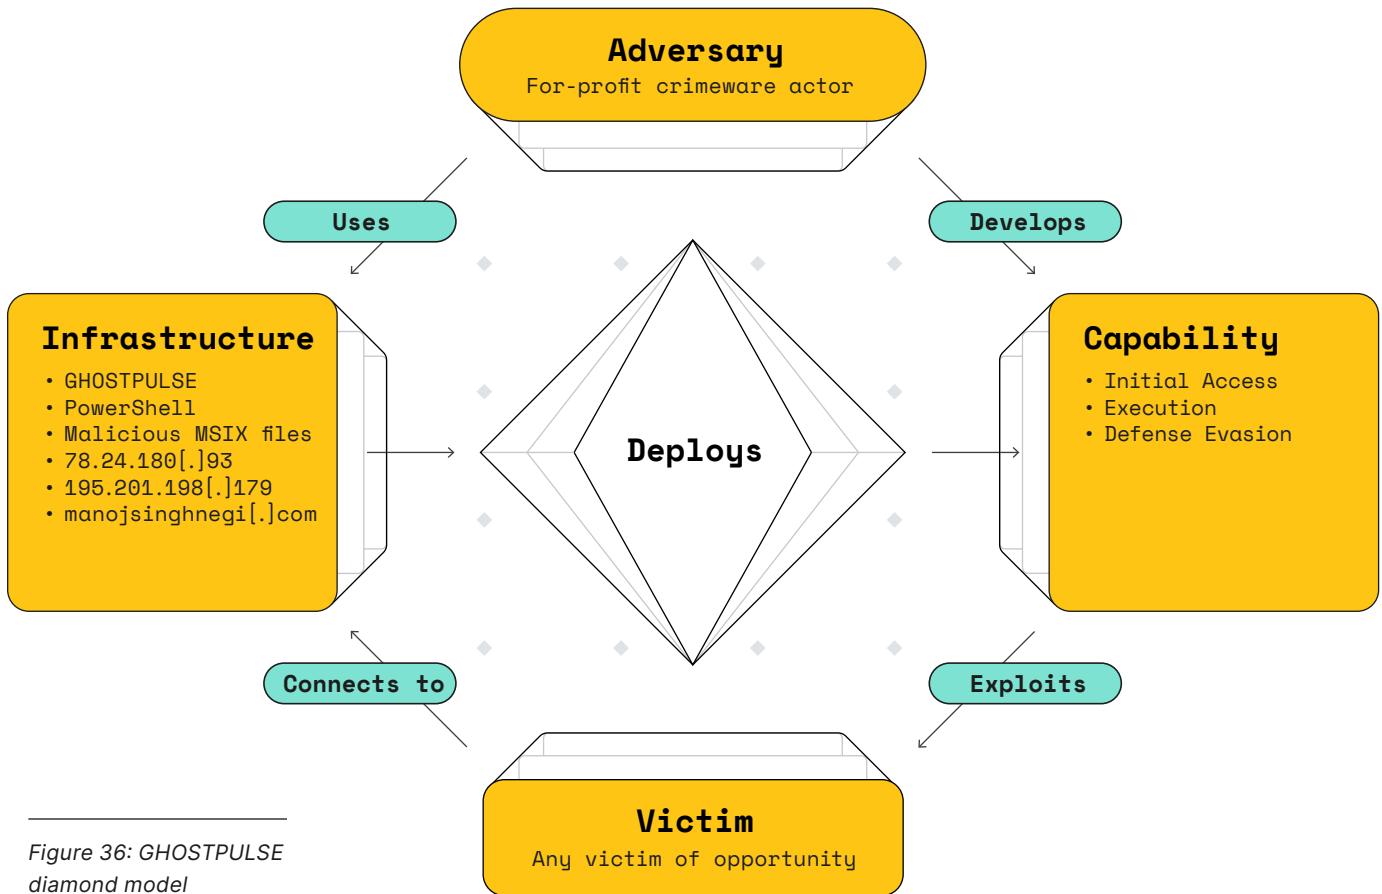 Adversary
For-profit crimeware actor
Uses
Develops
Infrastructure
• GHOSTPULSE
• PowerShell
• Malicious MSIX files
• 78.24.180[.]93
• 195.201.198[.]179
• manojsinghnegi[.]com
Deploys
Capability
• Initial Access
• Execution
• Defense Evasion
Connects to
Exploits
Victim
Any victim of opportunity
Figure 36: GHOSTPULSE
diamond model